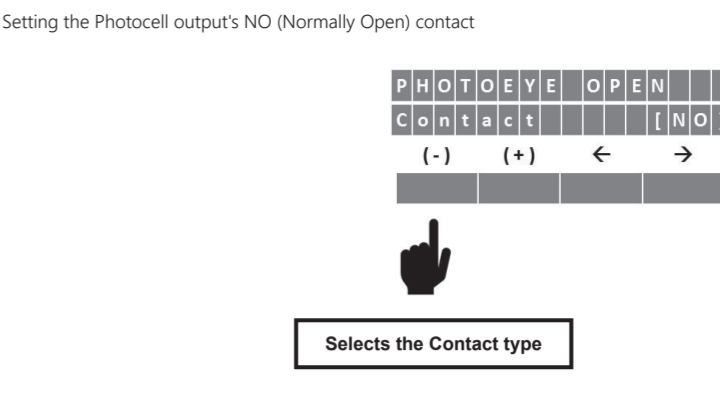 Setting the Photocell output's NO (Normally Open) contact
PHOTOEYE OPEN
Contact [NO]
(-) (+) ← →
Selects the Contact type